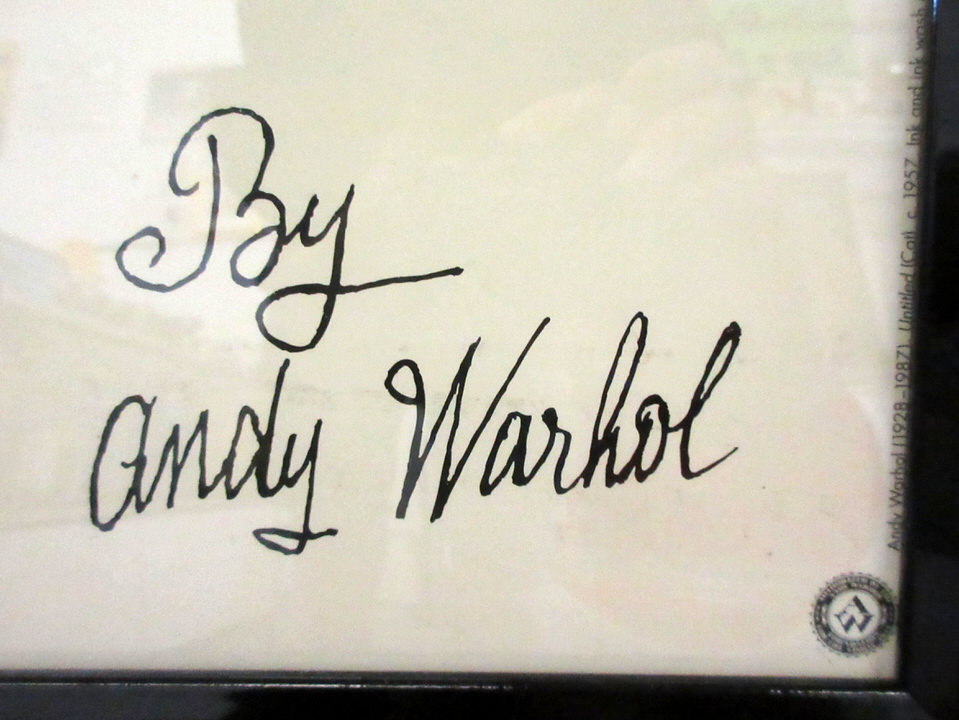 By
andy Warhol
Andy Warhol (1928–1987) Untitled (Cat), c. 1957 Ink and ink wash